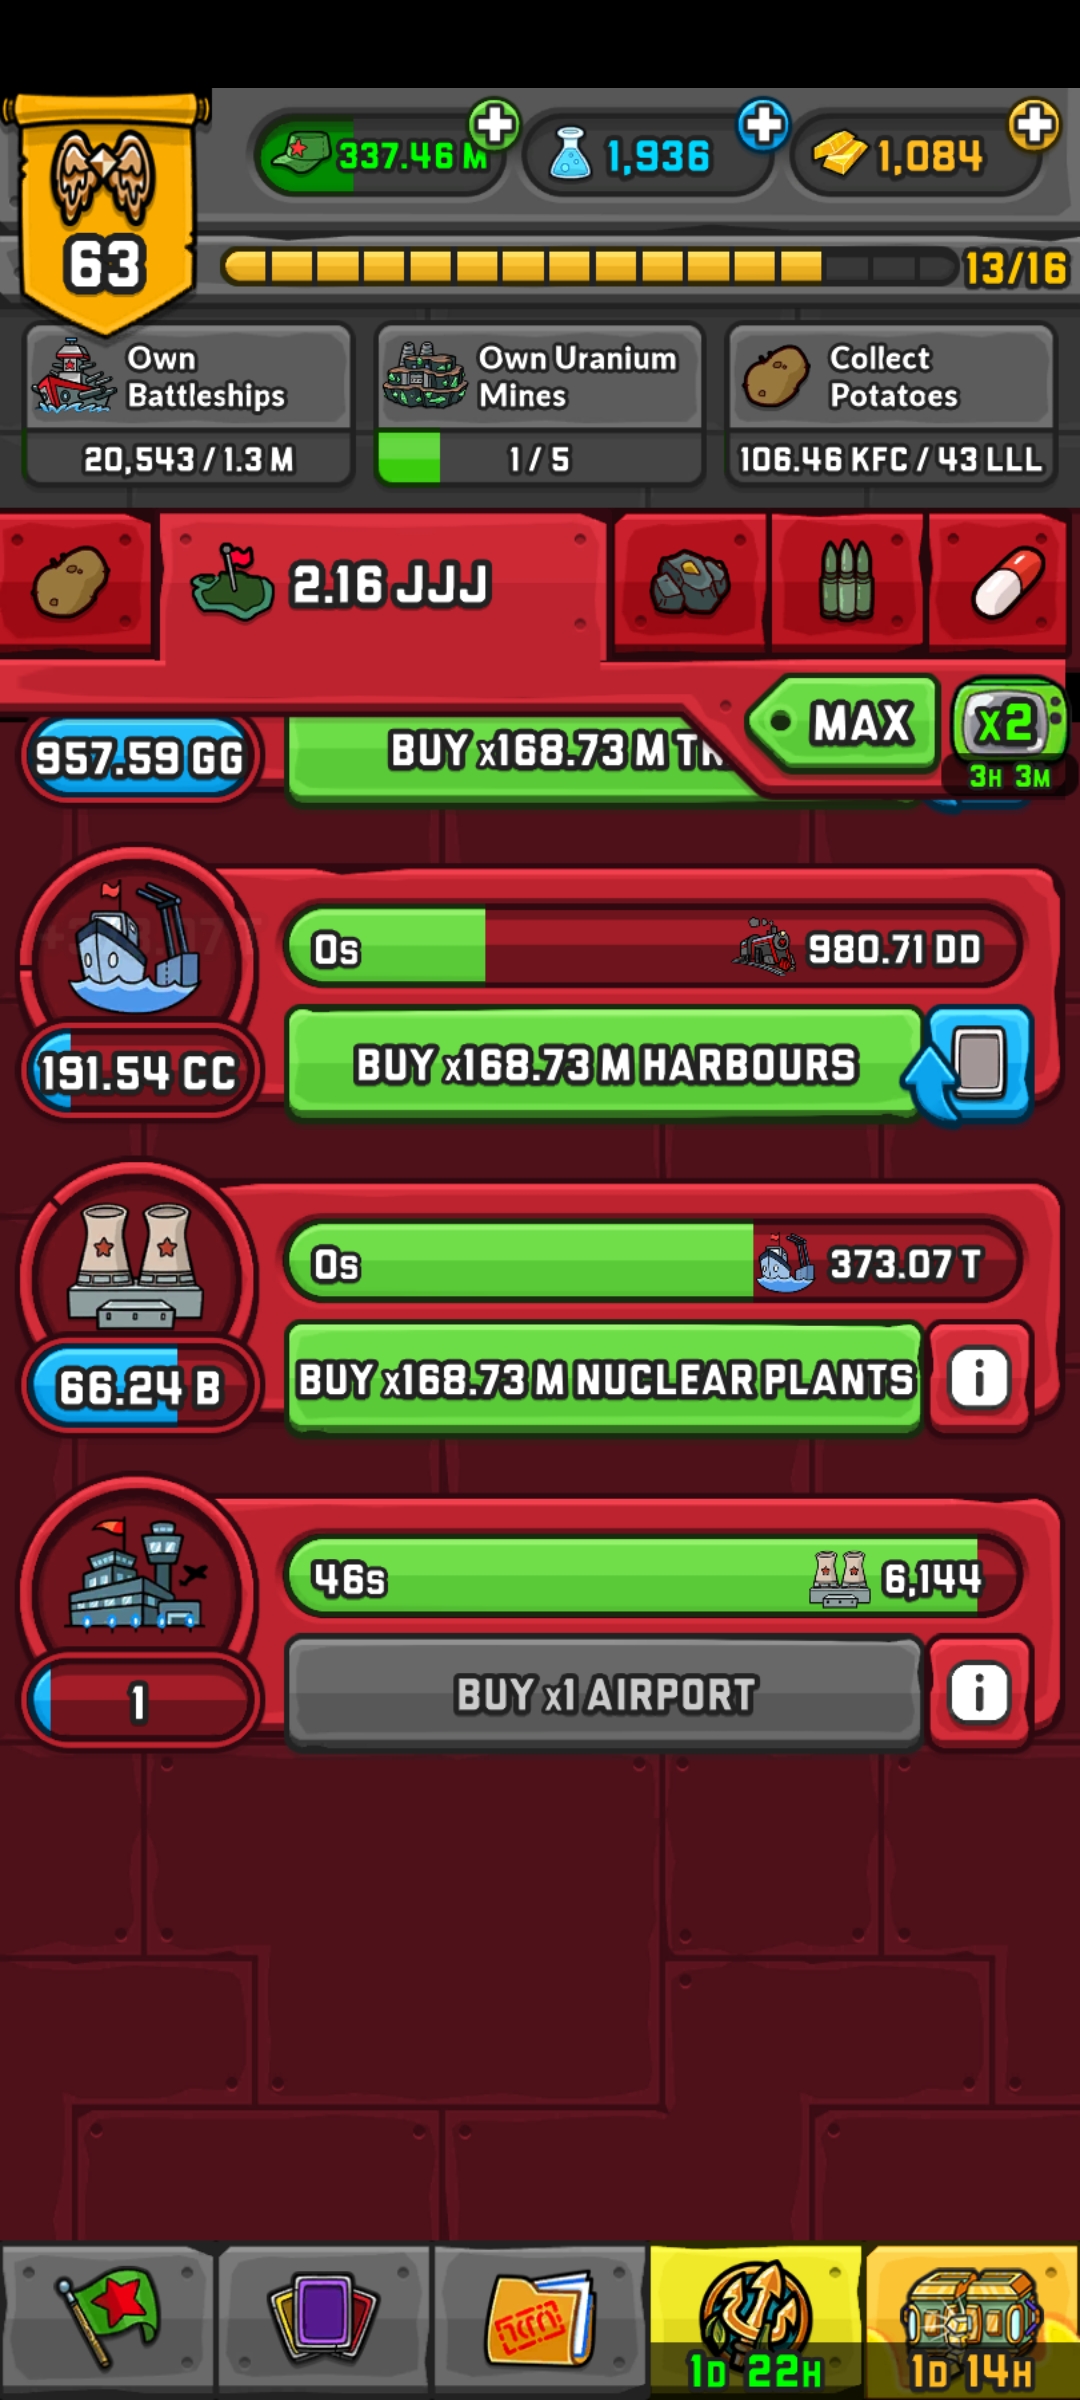 337.46 M
1,936
1,084
63
13/16
Own
Battleships
20,543 / 1.3 M
Own Uranium
Mines
1 / 5
Collect
Potatoes
106.46 KFC / 43 LLL
2.16 JJJ
MAX
x2
3H 3M
957.59 GG
BUY x168.73 M
0s
980.71 DD
191.54 CC
BUY x168.73 M HARBOURS
0s
373.07 T
66.24 B
BUY x168.73 M NUCLEAR PLANTS
i
46s
6,144
1
BUY x1 AIRPORT
i
1D 22H
1D 14H